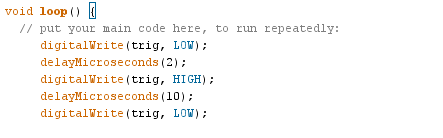 void loop() {
  // put your main code here, to run repeatedly:
     digitalWrite(trig, LOW);
     delayMicroseconds(2);
     digitalWrite(trig, HIGH);
     delayMicroseconds(10);
     digitalWrite(trig, LOW);